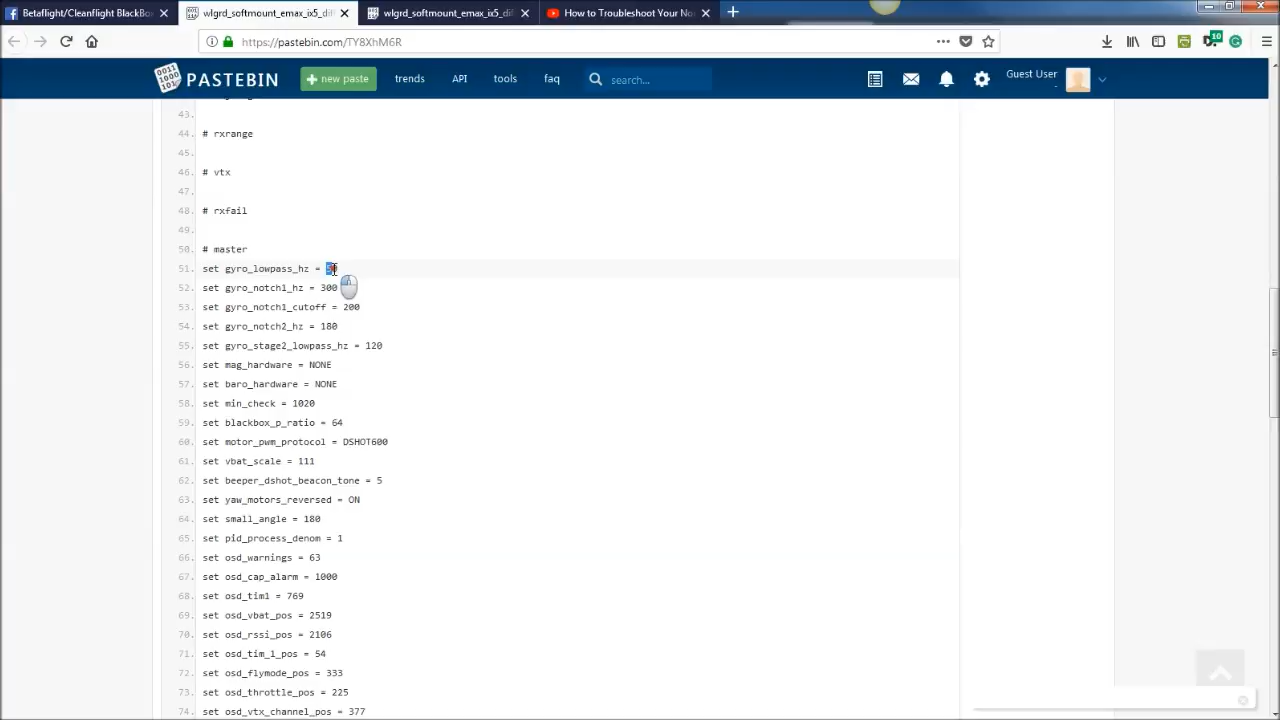 Betaflight/Cleanflight BlackBo
wlgrd_softmount_emax_ix5_dif
wlgrd_softmount_emax_ix5_dif
How to Troubleshoot Your No
https://pastebin.com/TY8XhM6R
10
PASTEBIN
+ new paste
trends
API
tools
faq
search...
Guest User
-
43.
44. # rxrange
45.
46. # vtx
47.
48. # rxfail
49.
50. # master
51. set gyro_lowpass_hz =
52. set gyro_notch1_hz = 300
53. set gyro_notch1_cutoff = 200
54. set gyro_notch2_hz = 180
55. set gyro_stage2_lowpass_hz = 120
56. set mag_hardware = NONE
57. set baro_hardware = NONE
58. set min_check = 1020
59. set blackbox_p_ratio = 64
60. set motor_pwm_protocol = DSHOT600
61. set vbat_scale = 111
62. set beeper_dshot_beacon_tone = 5
63. set yaw_motors_reversed = ON
64. set small_angle = 180
65. set pid_process_denom = 1
66. set osd_warnings = 63
67. set osd_cap_alarm = 1000
68. set osd_tim1 = 769
69. set osd_vbat_pos = 2519
70. set osd_rssi_pos = 2106
71. set osd_tim_1_pos = 54
72. set osd_flymode_pos = 333
73. set osd_throttle_pos = 225
74. set osd_vtx_channel_pos = 377